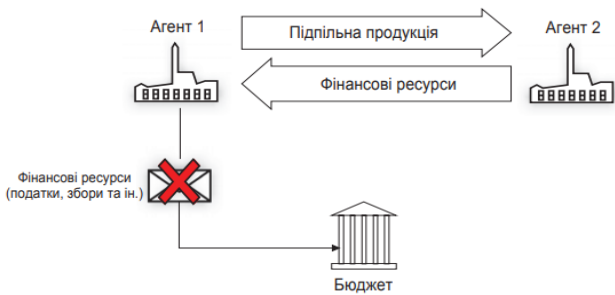 Агент 1
Підпільна продукція
Агент 2
Фінансові ресурси
Фінансові ресурси
(податки, збори та ін.)
Бюджет